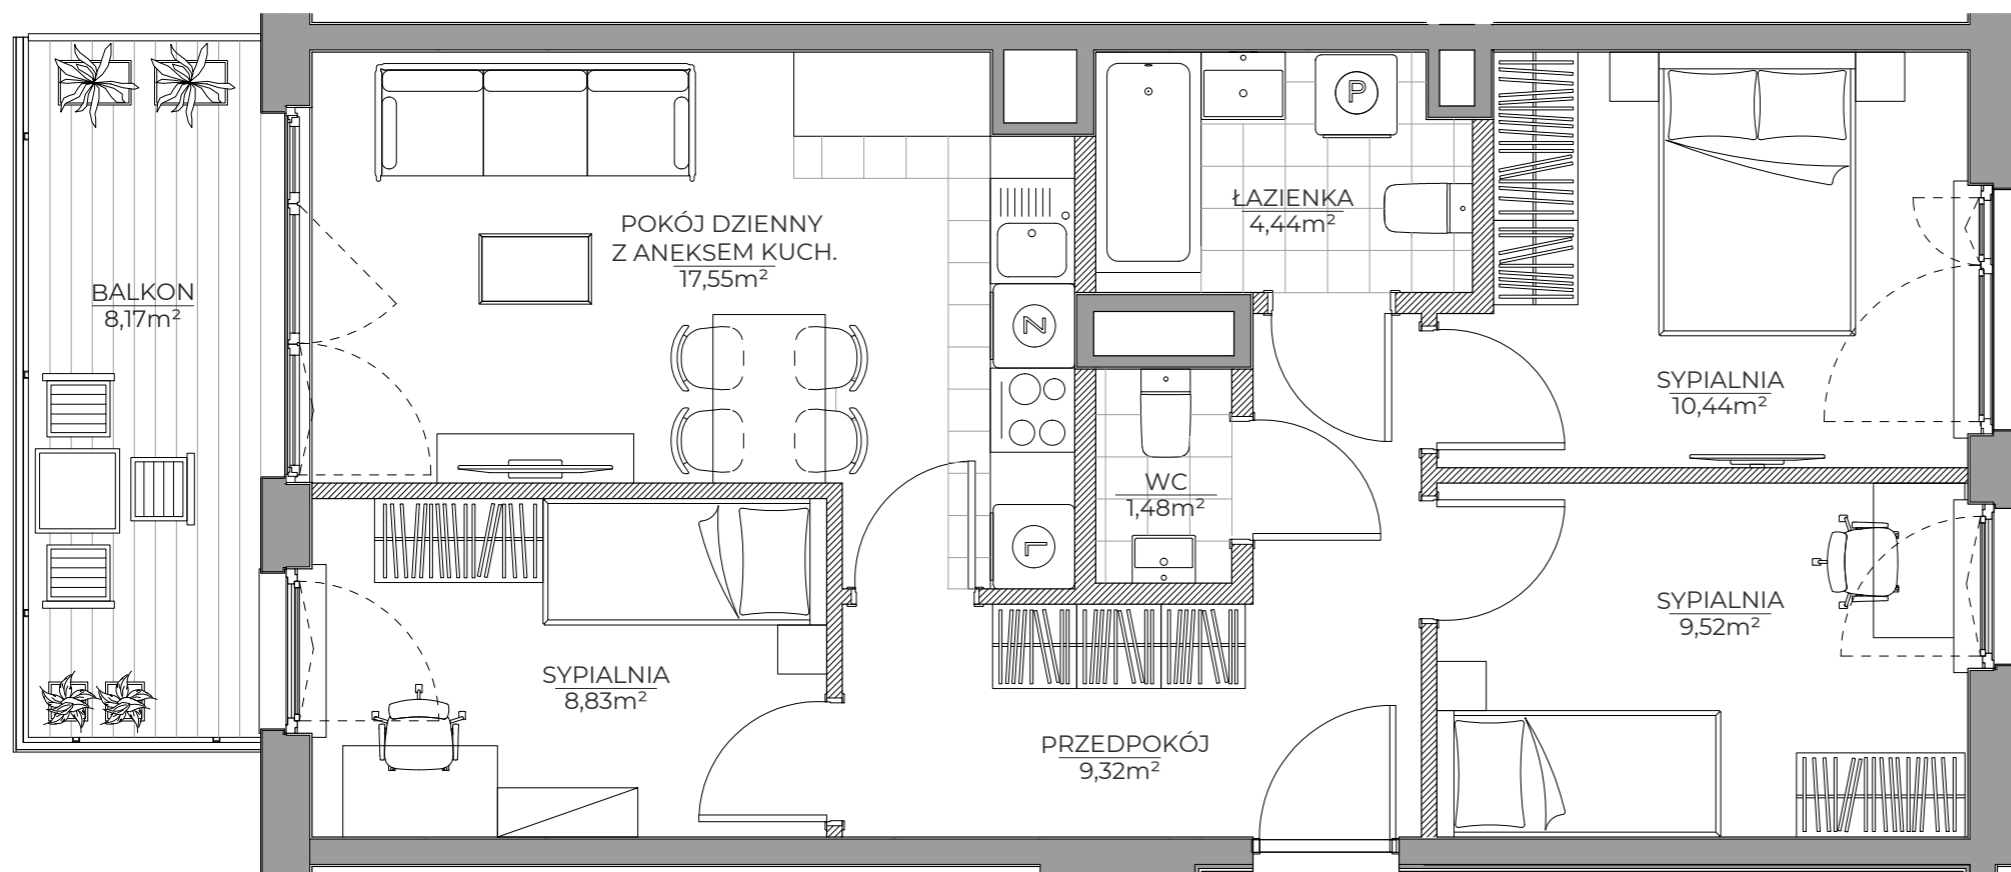 BALKON
8,17m²
POKÓJ DZIENNY
Z ANEKSEM KUCH.
17,55m²
P
ŁAZIENKA
4,44m²
N
WC
1,48m²
L
SYPIALNIA
10,44m²
SYPIALNIA
9,52m²
SYPIALNIA
8,83m²
PRZEDPOKÓJ
9,32m²